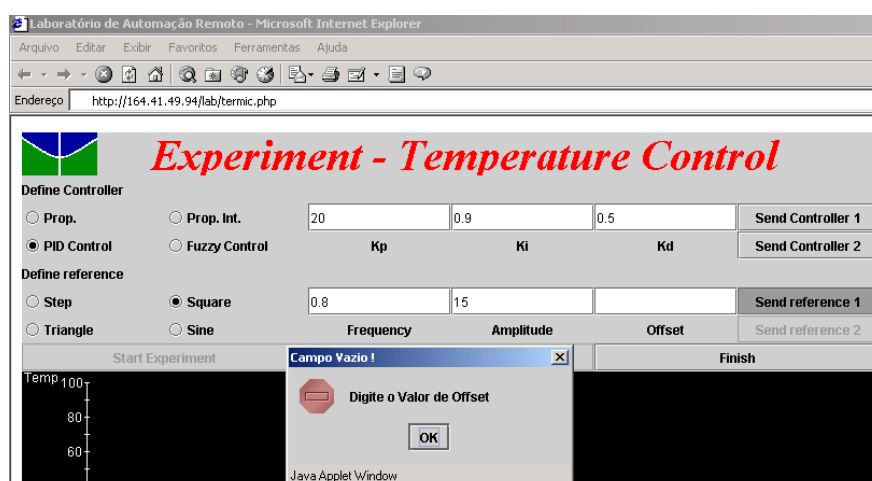 Laboratório de Automação Remoto - Microsoft Internet Explorer
Arquivo Editar Exibir Favoritos Ferramentas Ajuda
Endereço http://164.41.49.94/lab/termic.php
Experiment - Temperature Control
Define Controller
Prop. Prop. Int. 20 0.9 0.5 Send Controller 1
PID Control Fuzzy Control Kp Ki Kd Send Controller 2
Define reference
Step Square 0.8 15 Send reference 1
Triangle Sine Frequency Amplitude Offset Send reference 2
Start Experiment Finish
Campo Vazio !
Digite o Valor de Offset
OK
Java Applet Window
Temp 100
80
60